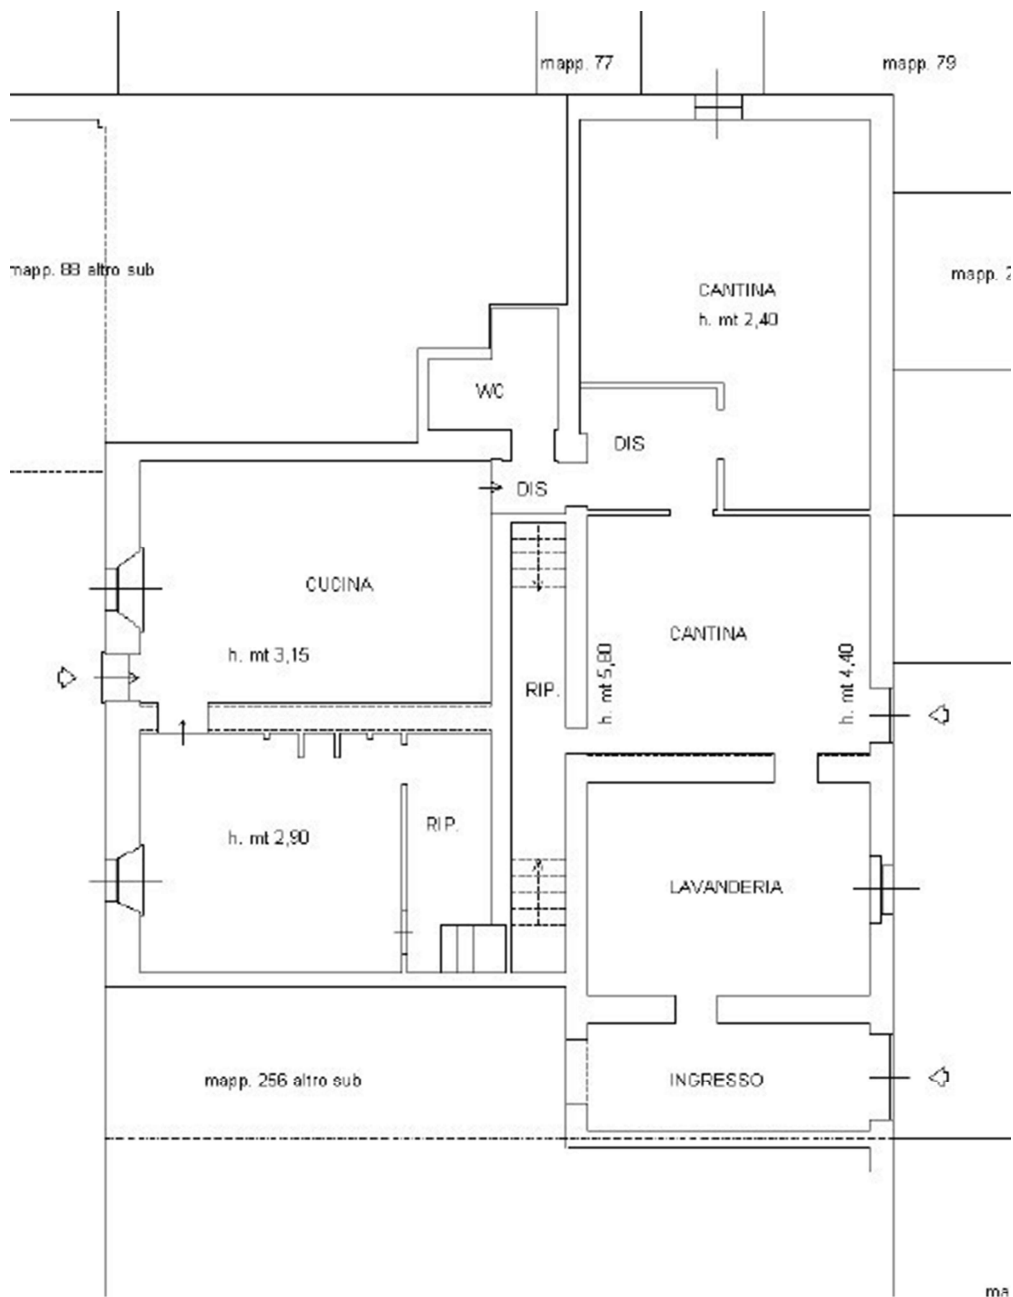 mapp. 77
mapp. 79
mapp. 88 altro sub
mapp. 2
CANTINA
h. mt 2,40
WC
DIS
DIS
CUCINA
h. mt 3,15
CANTINA
h. mt 5,80
h. mt 4,40
RIP.
h. mt 2,90
RIP.
LAVANDERIA
mapp. 256 altro sub
INGRESSO
ma